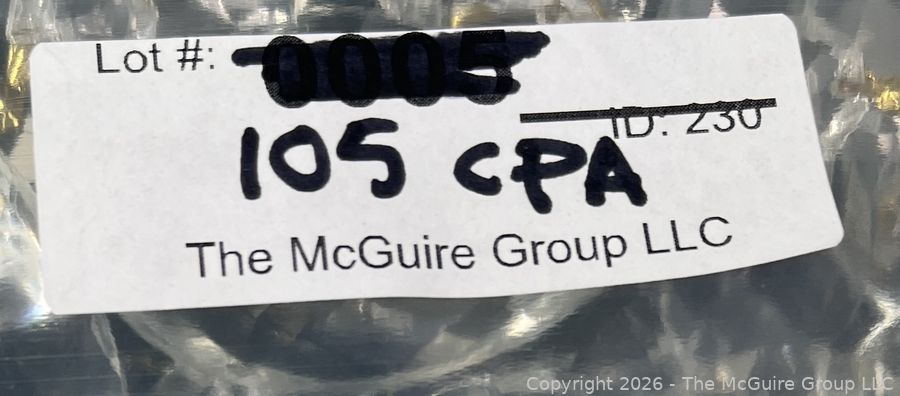 Lot #: 0005
ID: 230
105 CPA
The McGuire Group LLC
Copyright 2026 - The McGuire Group LLC